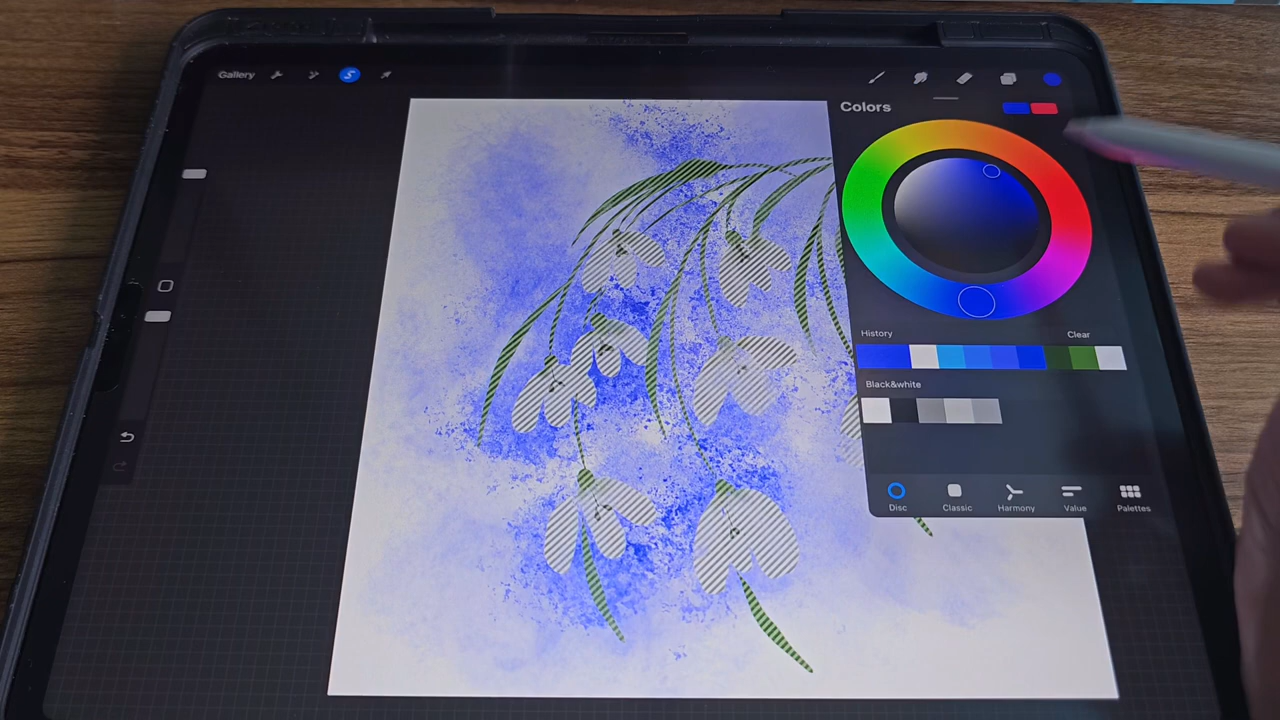 Gallery
Colors
History Clear
Black&white
Disc Classic Harmony Value Palettes